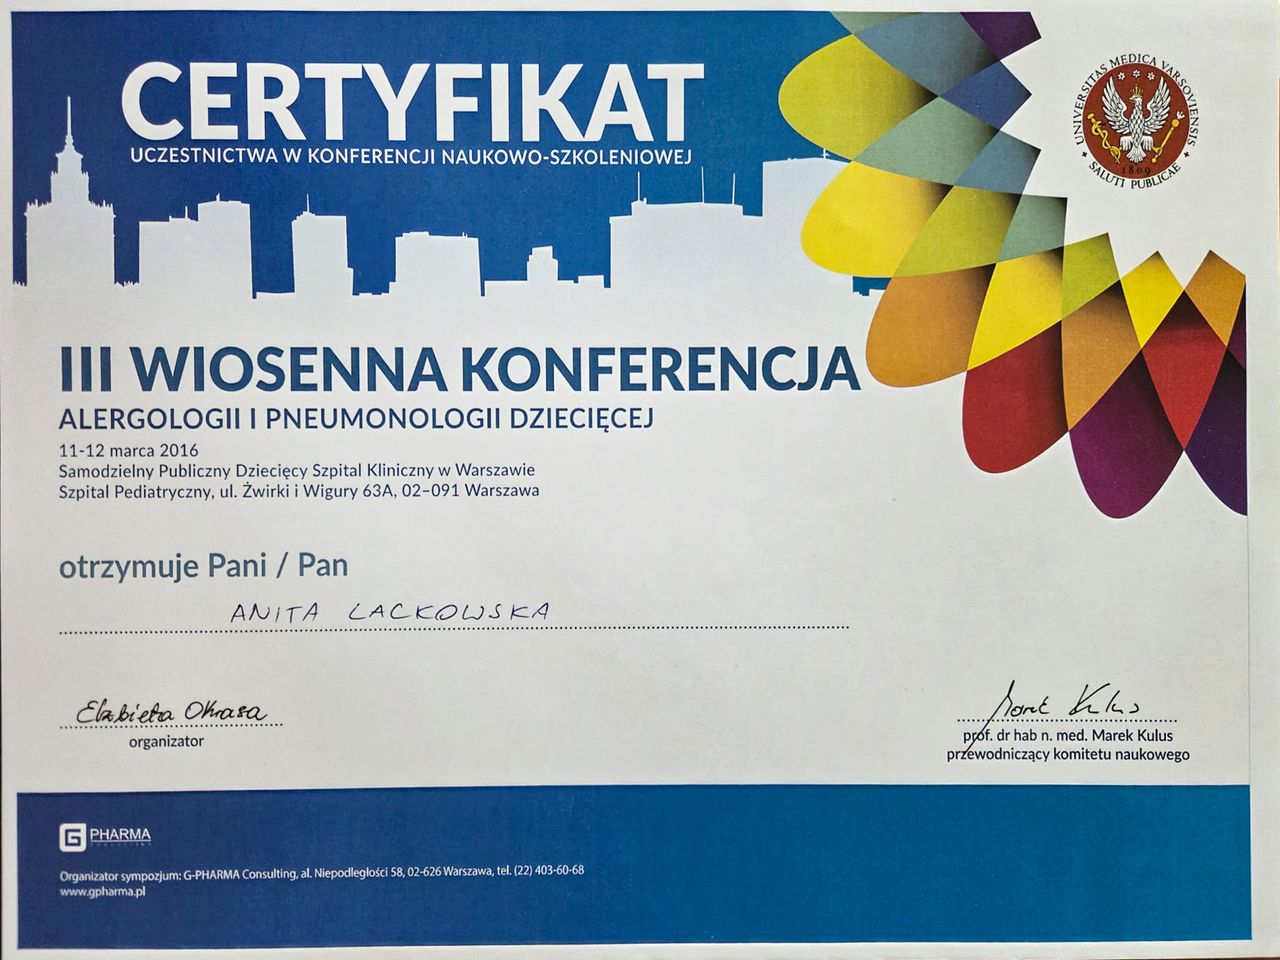 CERTYFIKAT
UCZESTNICTWA W KONFERENCJI NAUKOWO-SZKOLENIOWEJ
UNIVERSITAS MEDICA VARSOVIENSIS
1809
SALUTI PUBLICAE
III WIOSENNA KONFERENCJA
ALERGOLOGII I PNEUMONOLOGII DZIECIĘCEJ
11-12 marca 2016
Samodzielny Publiczny Dziecięcy Szpital Kliniczny w Warszawie
Szpital Pediatryczny, ul. Żwirki i Wigury 63A, 02–091 Warszawa
otrzymuje Pani / Pan
ANITA LACKOWSKA
Elżbieta Okrasa
organizator
Marek Kulus
prof. dr hab n. med. Marek Kulus
przewodniczący komitetu naukowego
G PHARMA
Organizator sympozjum: G-PHARMA Consulting, al. Niepodległości 58, 02-626 Warszawa, tel. (22) 403-60-68
www.gpharma.pl